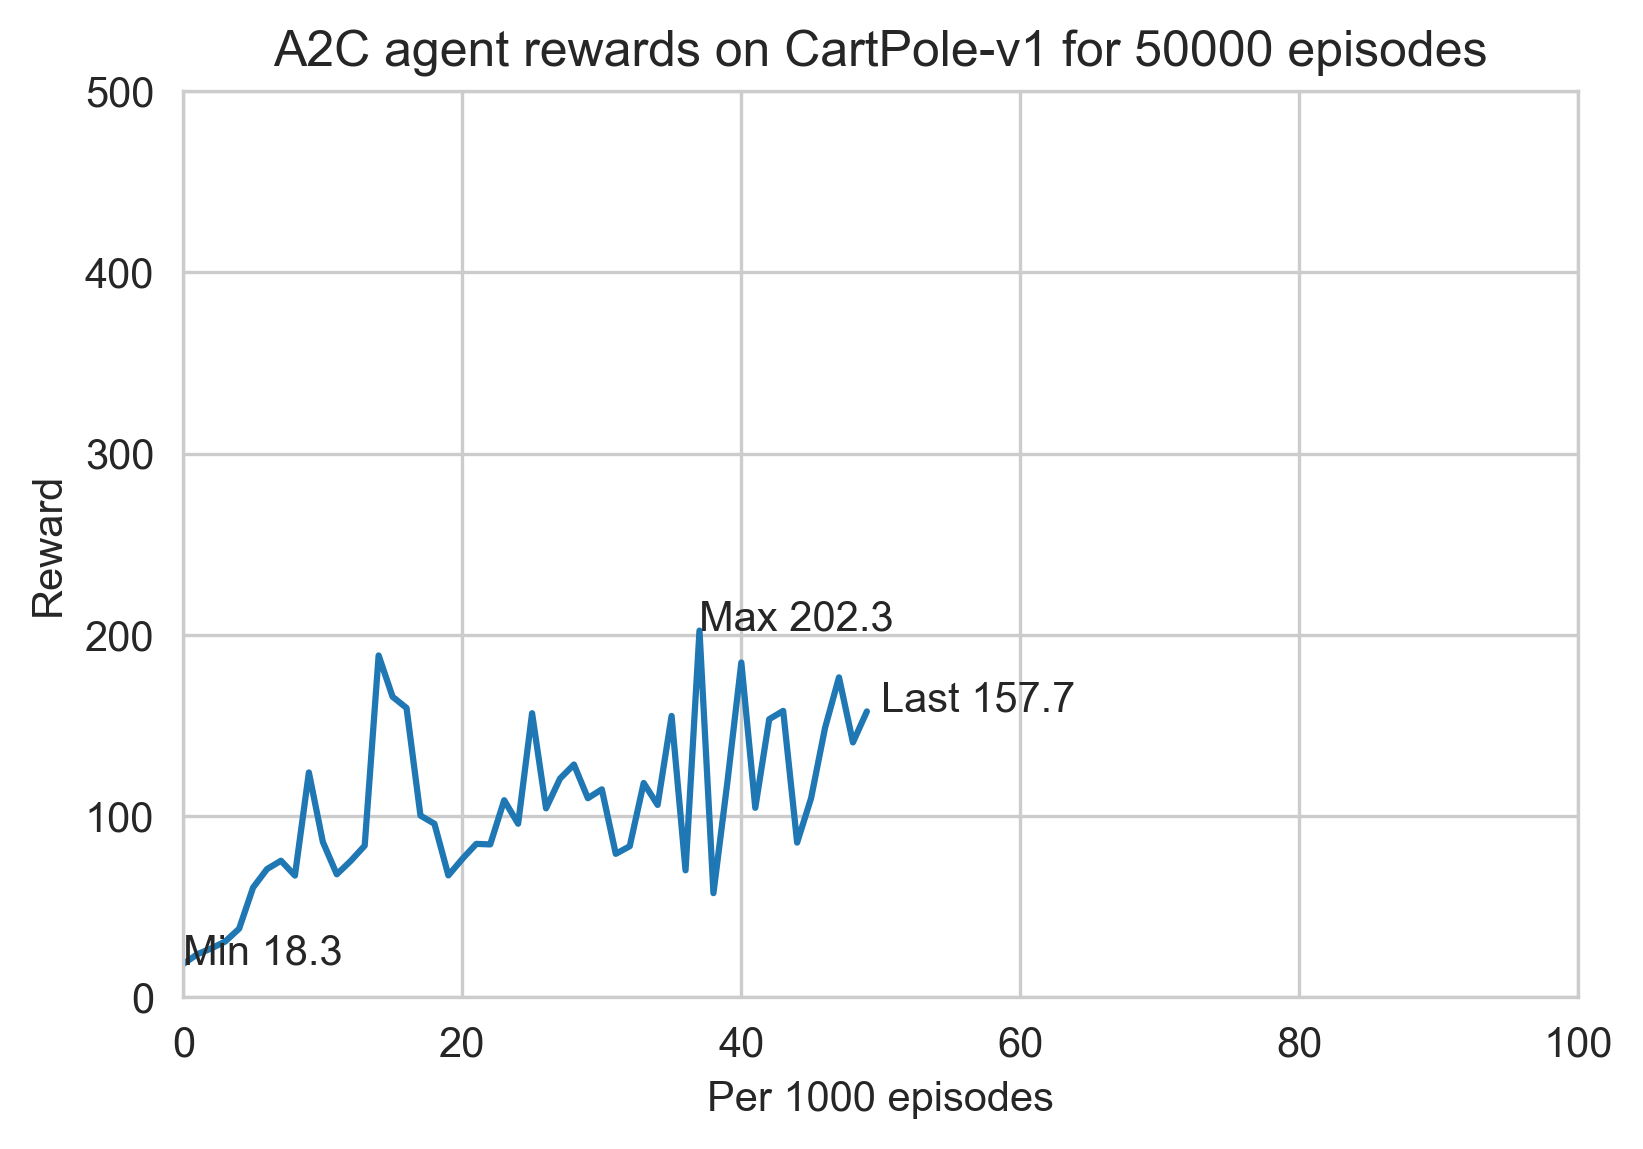 A2C agent rewards on CartPole-v1 for 50000 episodes
500
400
300
200
100
0
Reward
Max 202.3
Last 157.7
Min 18.3
0 20 40 60 80 100
Per 1000 episodes